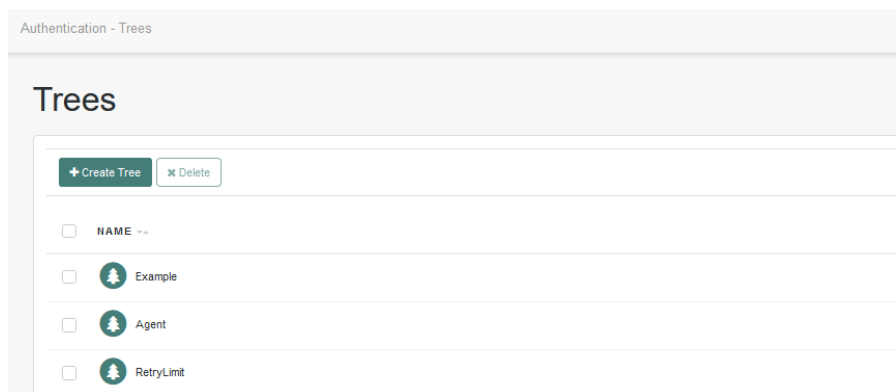 Authentication - Trees
Trees
Create Tree
Delete
NAME
Example
Agent
RetryLimit